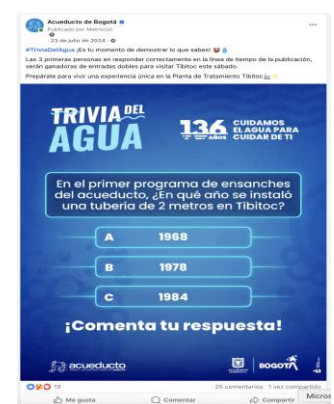 Acueducto de Bogotá
Publicado por Metricool
23 de julio de 2024
#TriviaDelAgua ¡Es tu momento de demostrar lo que sabes!
Las 3 primeras personas en responder correctamente en la línea de tiempo de la publicación,
serán ganadoras de entradas dobles para visitar Tibitoc este sábado.
Prepárate para vivir una experiencia única en la Planta de Tratamiento Tibitoc
TRIVIA DEL
AGUA
136 AÑOS
CUIDAMOS
EL AGUA PARA
CUIDAR DE TI
En el primer programa de ensanches
del acueducto, ¿En qué año se instaló
una tubería de 2 metros en Tibitoc?
A 1968
B 1978
C 1984
¡Comenta tu respuesta!
acueducto
BOGOTÁ
19
25 comentarios 1 vez compartido
Me gusta
Comentar
Compartir
Micros